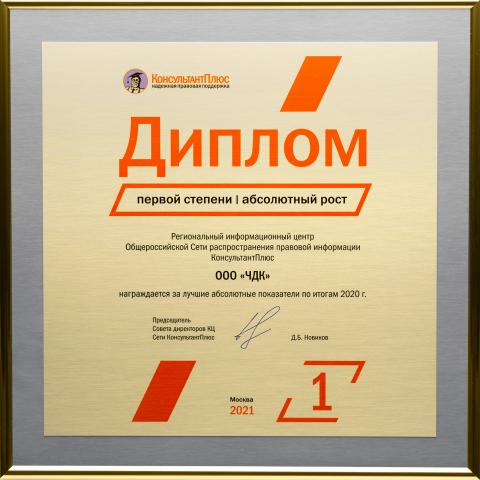 КонсультантПлюс
надежная правовая поддержка
Диплом
первой степени | абсолютный рост
Региональный информационный центр
Общероссийской Сети распространения правовой информации
КонсультантПлюс
ООО «ЧДК»
награждается за лучшие абсолютные показатели по итогам 2020 г.
Председатель
Совета директоров КЦ
Сети КонсультантПлюс
Д.Б. Новиков
Москва
2021
1